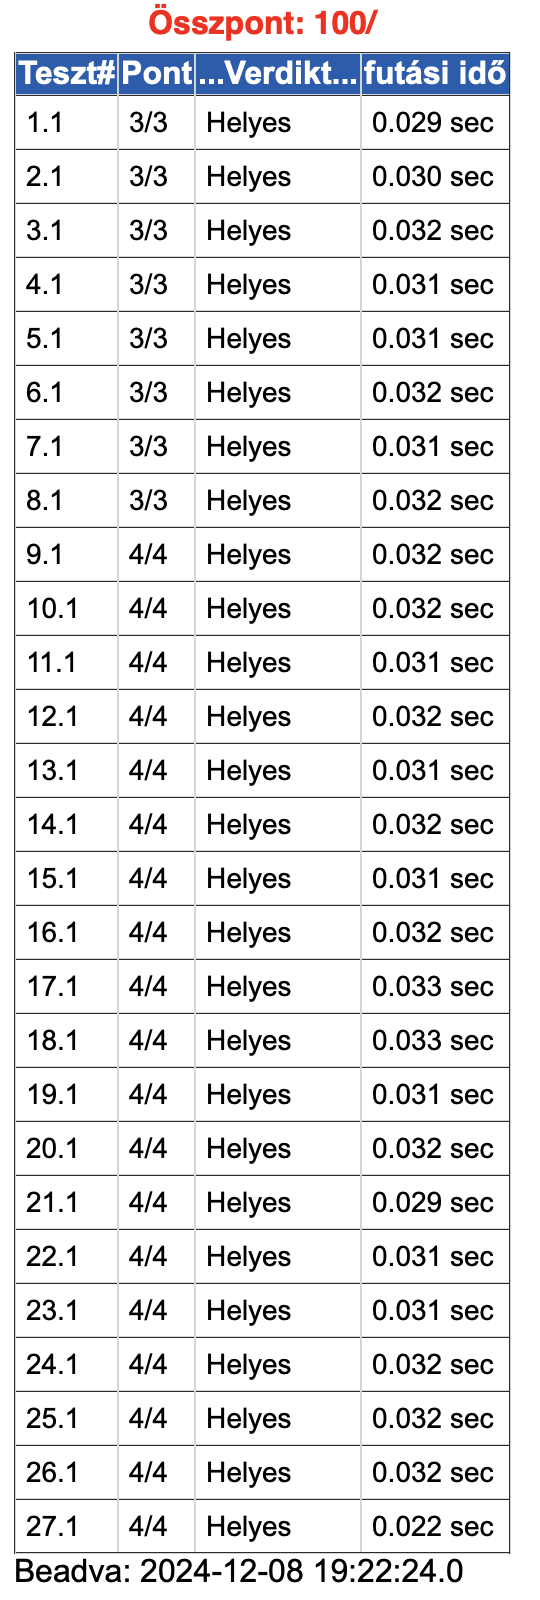 Összpont: 100/
Teszt# Pont ...Verdikt... futási idő
1.1 3/3 Helyes 0.029 sec
2.1 3/3 Helyes 0.030 sec
3.1 3/3 Helyes 0.032 sec
4.1 3/3 Helyes 0.031 sec
5.1 3/3 Helyes 0.031 sec
6.1 3/3 Helyes 0.032 sec
7.1 3/3 Helyes 0.031 sec
8.1 3/3 Helyes 0.032 sec
9.1 4/4 Helyes 0.032 sec
10.1 4/4 Helyes 0.032 sec
11.1 4/4 Helyes 0.031 sec
12.1 4/4 Helyes 0.032 sec
13.1 4/4 Helyes 0.031 sec
14.1 4/4 Helyes 0.032 sec
15.1 4/4 Helyes 0.031 sec
16.1 4/4 Helyes 0.032 sec
17.1 4/4 Helyes 0.033 sec
18.1 4/4 Helyes 0.033 sec
19.1 4/4 Helyes 0.031 sec
20.1 4/4 Helyes 0.032 sec
21.1 4/4 Helyes 0.029 sec
22.1 4/4 Helyes 0.031 sec
23.1 4/4 Helyes 0.031 sec
24.1 4/4 Helyes 0.032 sec
25.1 4/4 Helyes 0.032 sec
26.1 4/4 Helyes 0.032 sec
27.1 4/4 Helyes 0.022 sec
Beadva: 2024-12-08 19:22:24.0